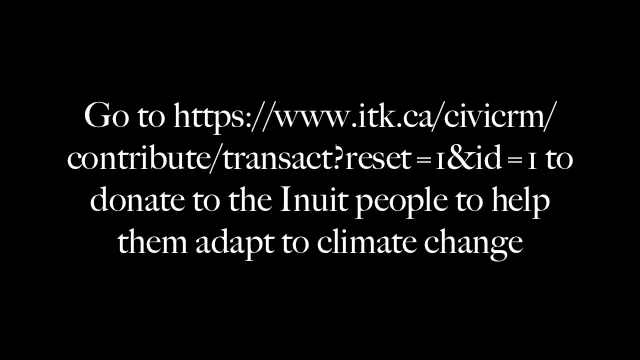 Go to https://www.itk.ca/civicrm/
contribute/transact?reset=1&id=1 to
donate to the Inuit people to help
them adapt to climate change